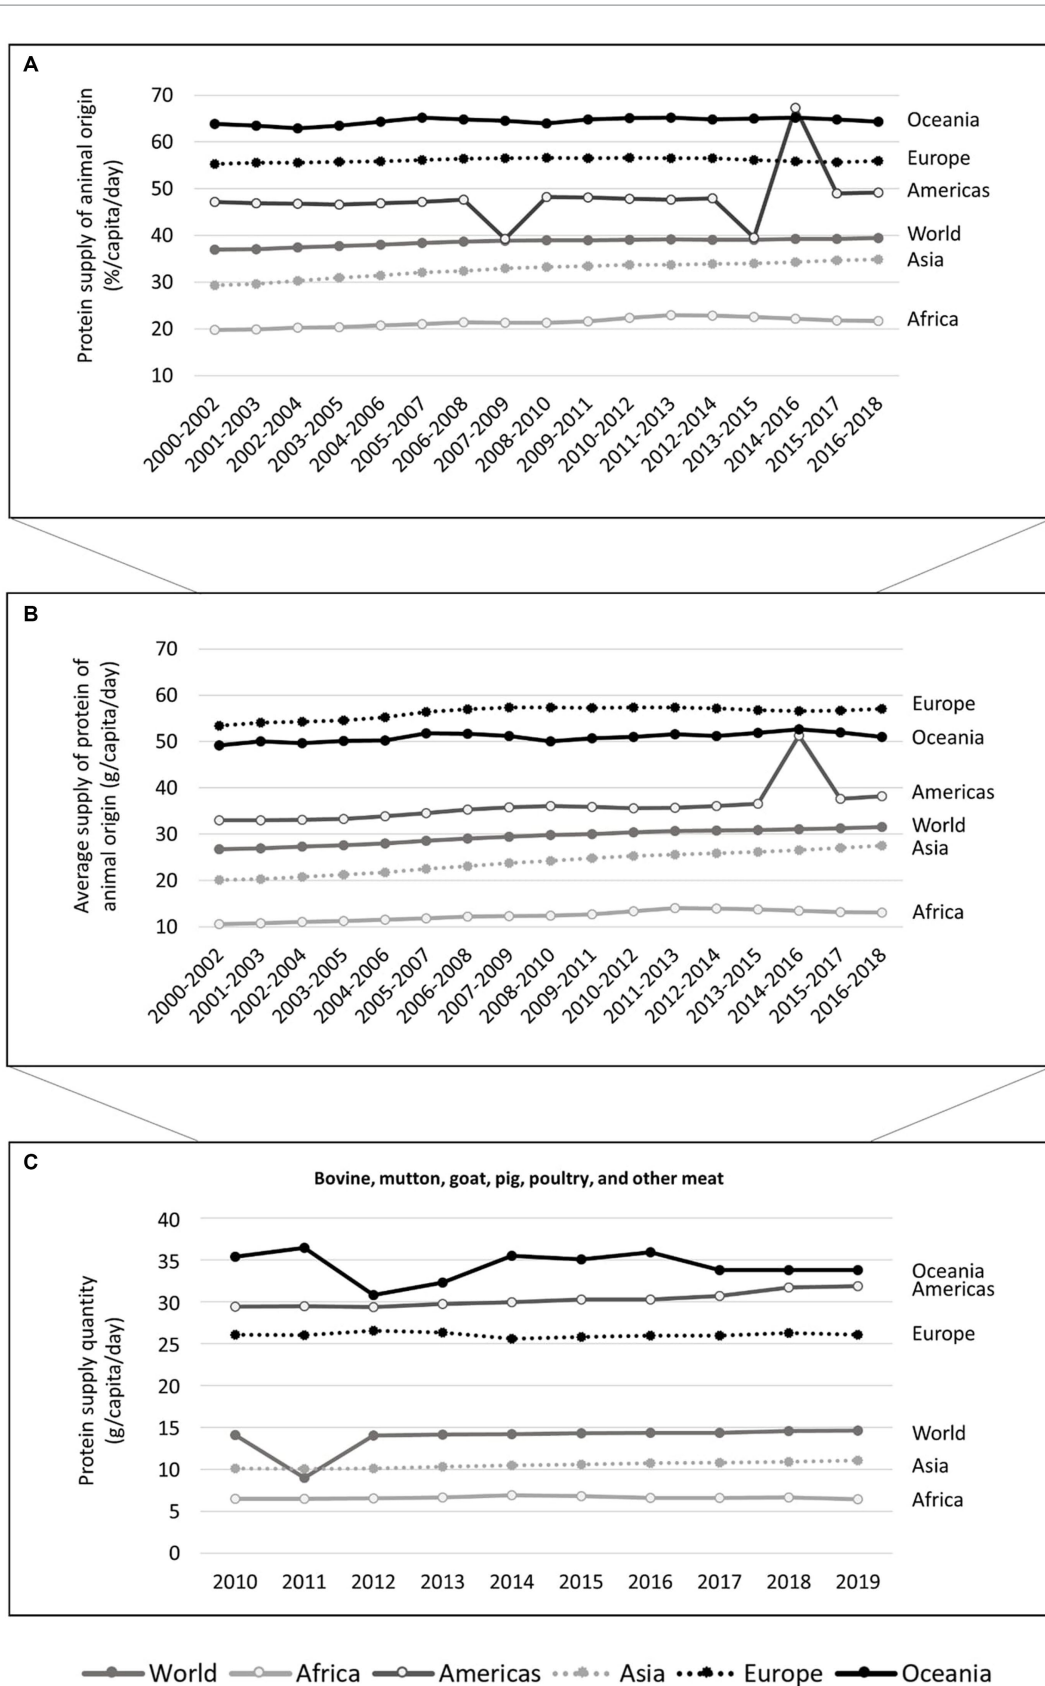 A
Protein supply of animal origin
(%/capita/day)
70
60
50
40
30
20
10
Oceania
Europe
Americas
World
Asia
Africa
2000-2002
2001-2003
2002-2004
2003-2005
2004-2006
2005-2007
2006-2008
2007-2009
2008-2010
2009-2011
2010-2012
2011-2013
2012-2014
2013-2015
2014-2016
2015-2017
2016-2018
B
Average supply of protein of
animal origin (g/capita/day)
70
60
50
40
30
20
10
Europe
Oceania
Americas
World
Asia
Africa
2000-2002
2001-2003
2002-2004
2003-2005
2004-2006
2005-2007
2006-2008
2007-2009
2008-2010
2009-2011
2010-2012
2011-2013
2012-2014
2013-2015
2014-2016
2015-2017
2016-2018
C
Bovine, mutton, goat, pig, poultry, and other meat
Protein supply quantity
(g/capita/day)
40
35
30
25
20
15
10
5
0
Oceania
Americas
Europe
World
Asia
Africa
2010 2011 2012 2013 2014 2015 2016 2017 2018 2019
World Africa Americas Asia Europe Oceania